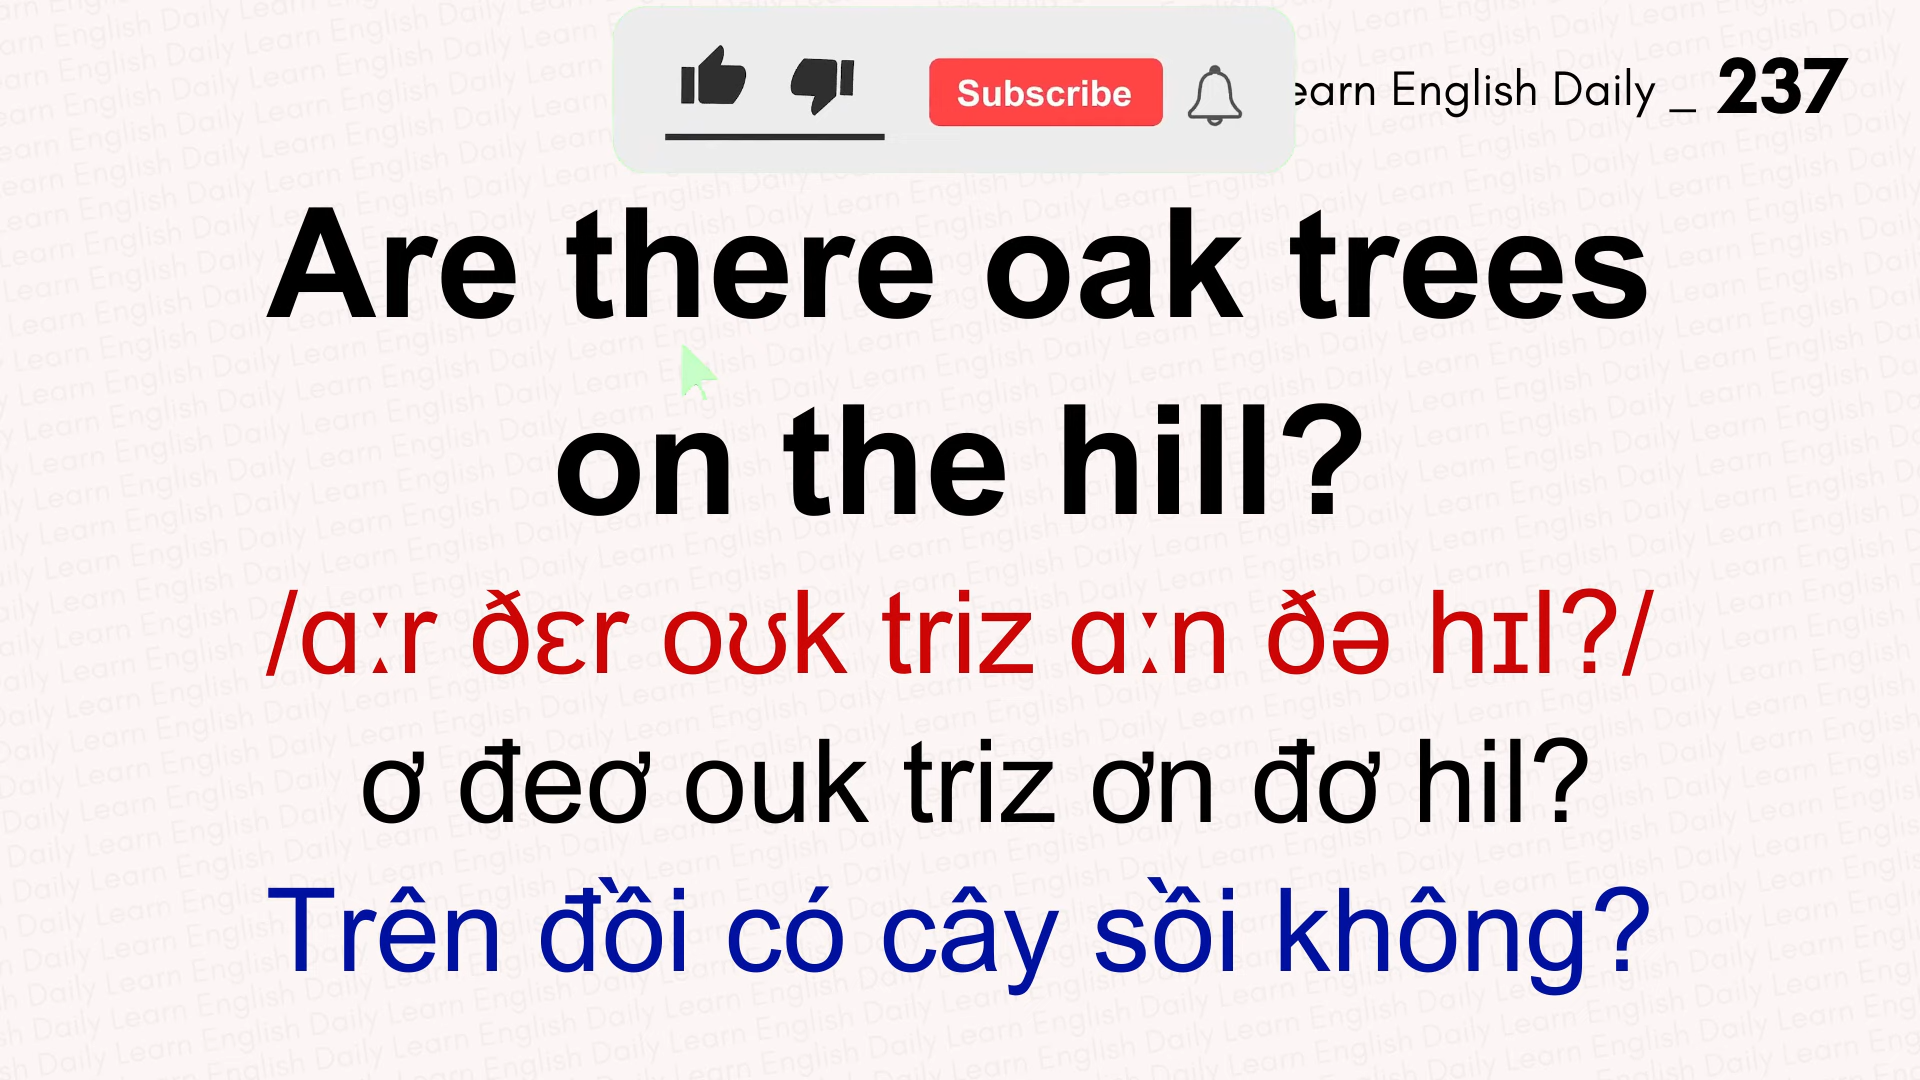 Subscribe
earn English Daily _ 237
Are there oak trees
on the hill?
/ɑːr ðɛr oʊk triz ɑːn ðə hɪl?/
ơ đeơ ouk triz ơn đơ hil?
Trên đồi có cây sồi không?